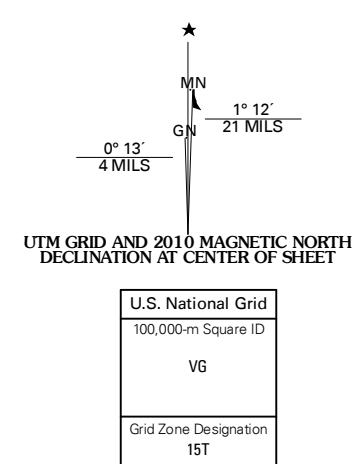 ★
MN
GN
1° 12´
21 MILS
0° 13´
4 MILS
UTM GRID AND 2010 MAGNETIC NORTH
DECLINATION AT CENTER OF SHEET
U.S. National Grid
100,000-m Square ID
VG
Grid Zone Designation
15T